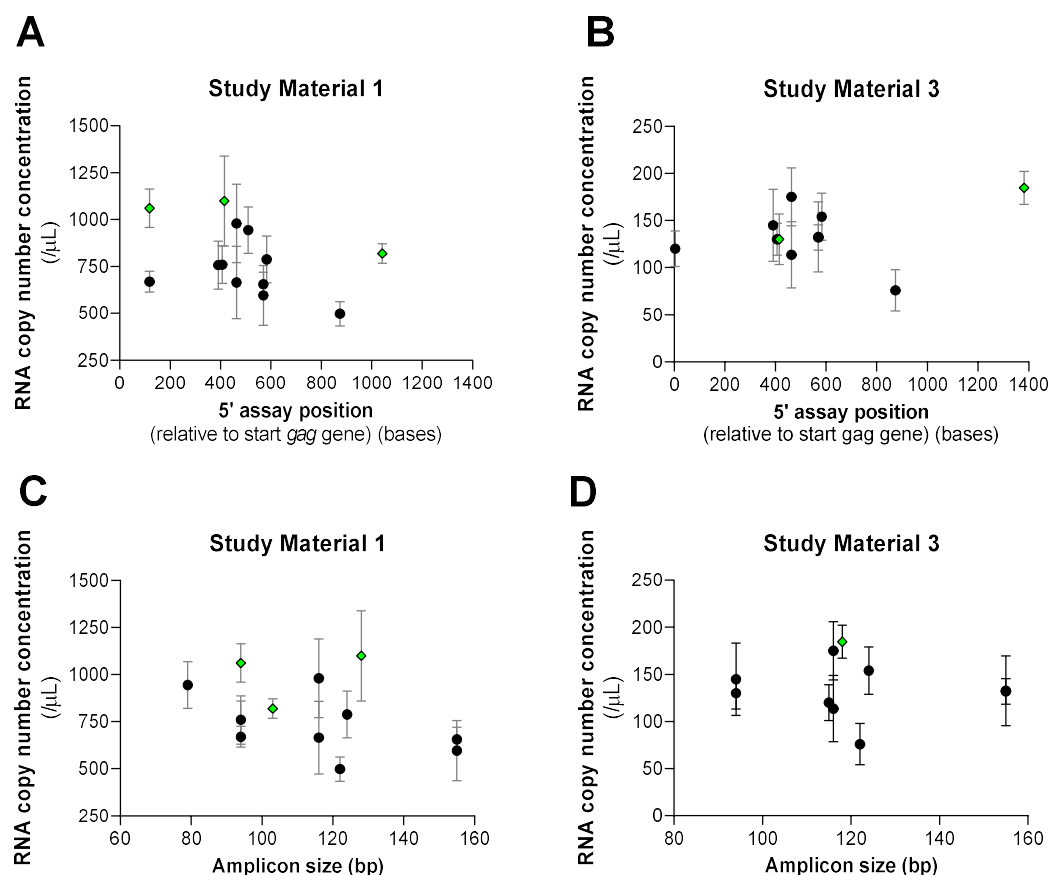 A
Study Material 1
RNA copy number concentration
(/µL)
1500
1250
1000
750
500
250
0 200 400 600 800 1000 1200 1400
5' assay position
(relative to start gag gene) (bases)
B
Study Material 3
RNA copy number concentration
(/µL)
250
200
150
100
50
0
0 200 400 600 800 1000 1200 1400
5' assay position
(relative to start gag gene) (bases)
C
Study Material 1
RNA copy number concentration
(/µL)
1500
1250
1000
750
500
250
60 80 100 120 140 160
Amplicon size (bp)
D
Study Material 3
RNA copy number concentration
(/µL)
250
200
150
100
50
0
80 100 120 140 160
Amplicon size (bp)